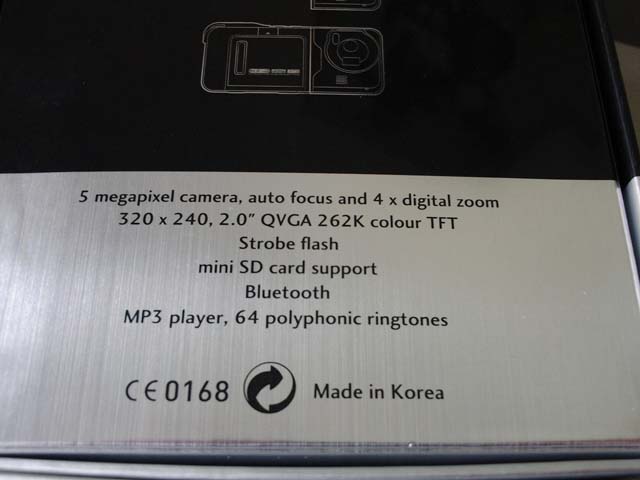 5 megapixel camera, auto focus and 4 x digital zoom
320 x 240, 2.0" QVGA 262K colour TFT
Strobe flash
mini SD card support
Bluetooth
MP3 player, 64 polyphonic ringtones
CE0168 Made in Korea